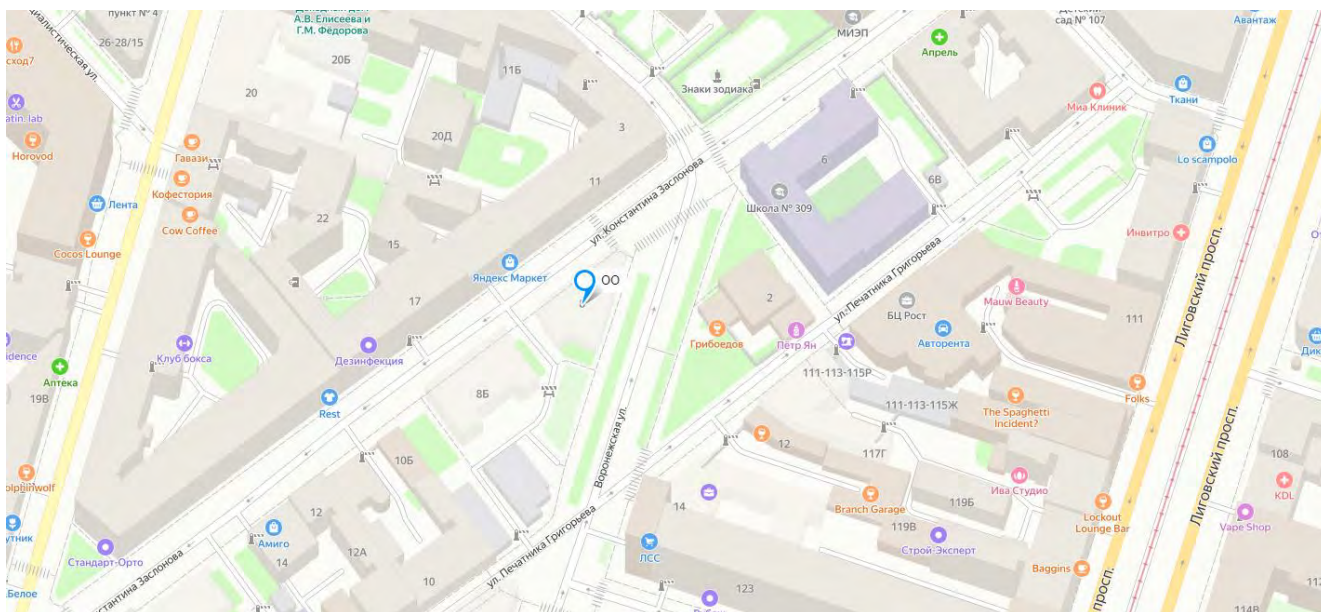 пункт № 4
А.В. Елисеева и
Г.М. Фёдорова
20Б
11Б
МИЭП
Апрель
сад № 107
Авантаж
26-28/15
20
Знаки зодиака
Миа Клиник
Ткани
Horovod
20Д
3
Гавази
Lo scampolo
6
6В
Кофестория
11
ул. Константина Заслонова
Школа № 309
Лента
22
Cow Coffee
15
Инвитро
Лиговский просп.
Cocos Lounge
Яндекс Маркет
ОО
ул. Печатника Григорьева
17
2
БЦ Рост
Mauw Beauty
111
Авторента
Грибоедов
Пётр Ян
Клуб бокса
Дезинфекция
Аптека
111-113-115Р
19В
8Б
Rest
111-113-115Ж
Folks
The Spaghetti
Incident?
Воронежская ул.
12
Лиговский просп.
10Б
117Г
108
KDL
Ива Студио
14
119Б
Branch Garage
Lockout
Lounge Bar
Vape Shop
12
Амиго
119В
Строй-Эксперт
12А
ул. Печатника Григорьева
Стандарт-Орто
14
ЛСС
Baggins
10
123
Белое
114В